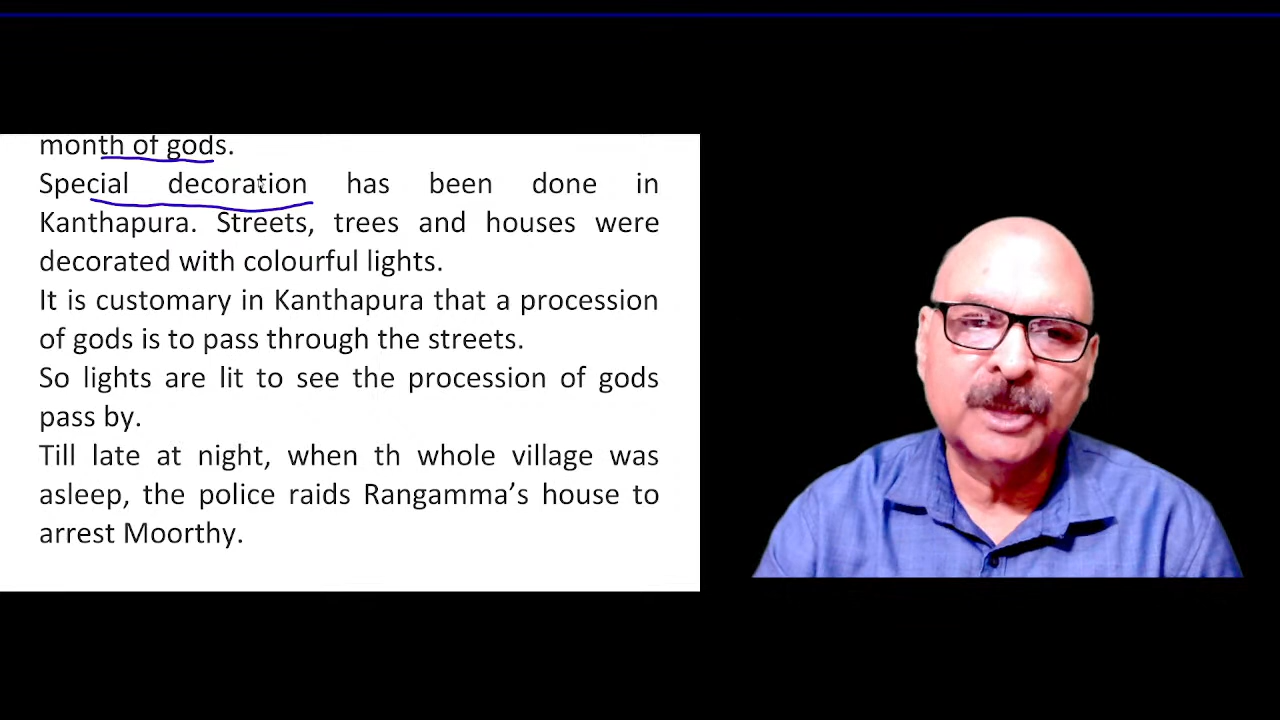 month of gods.
Special decoration has been done in
Kanthapura. Streets, trees and houses were
decorated with colourful lights.
It is customary in Kanthapura that a procession
of gods is to pass through the streets.
So lights are lit to see the procession of gods
pass by.
Till late at night, when th whole village was
asleep, the police raids Rangamma’s house to
arrest Moorthy.